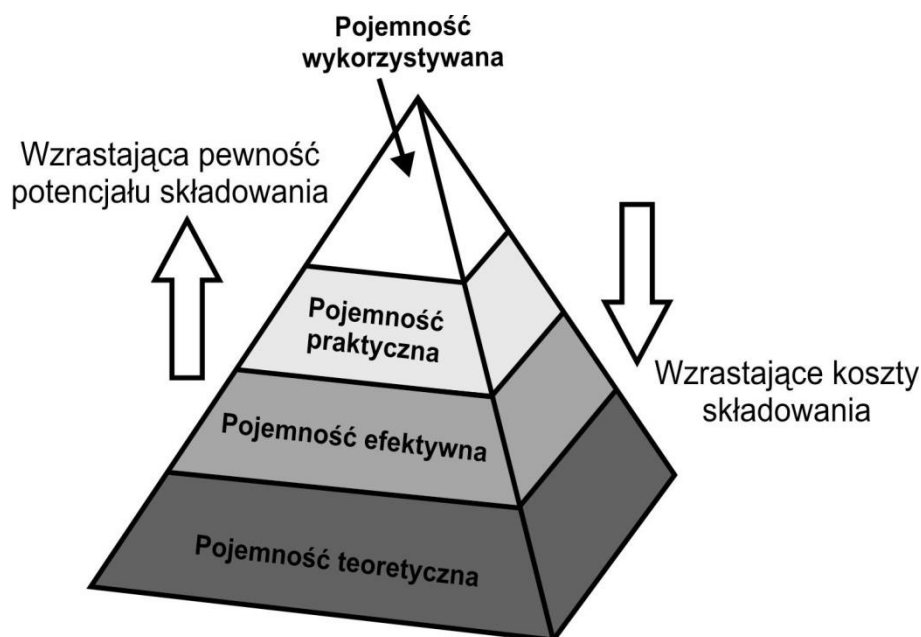 Pojemność
wykorzystywana
Wzrastająca pewność
potencjału składowania
Pojemność
praktyczna
Wzrastające koszty
składowania
Pojemność efektywna
Pojemność teoretyczna